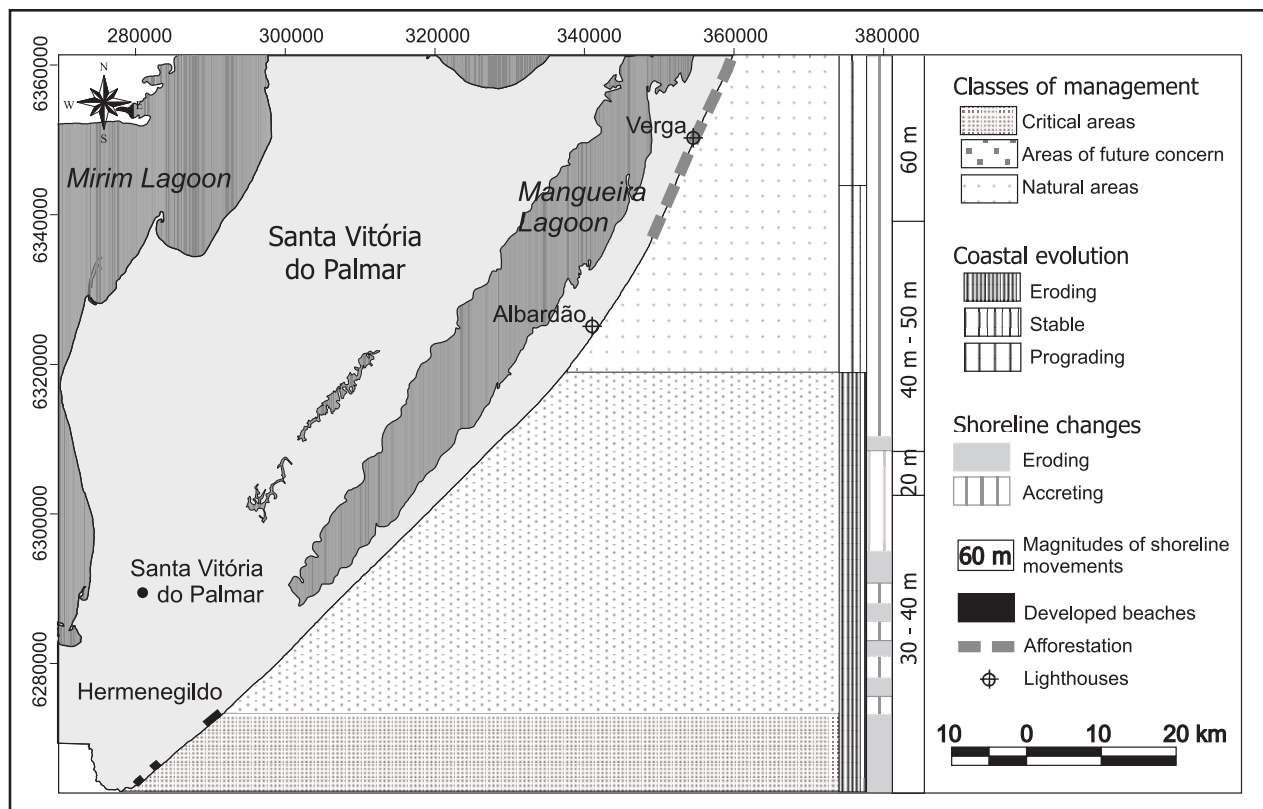 280000
300000
320000
340000
360000
380000
6360000
6340000
6320000
6300000
6280000
N
W
E
S
Mirim Lagoon
Santa Vitória
do Palmar
Mangueira
Lagoon
Verga
Albardão
Santa Vitória
do Palmar
Hermenegildo
60 m
40 m - 50 m
20 m
30 - 40 m
Classes of management
Critical areas
Areas of future concern
Natural areas
Coastal evolution
Eroding
Stable
Prograding
Shoreline changes
Eroding
Accreting
60 m
Magnitudes of shoreline
movements
Developed beaches
Afforestation
Lighthouses
10 0 10 20 km